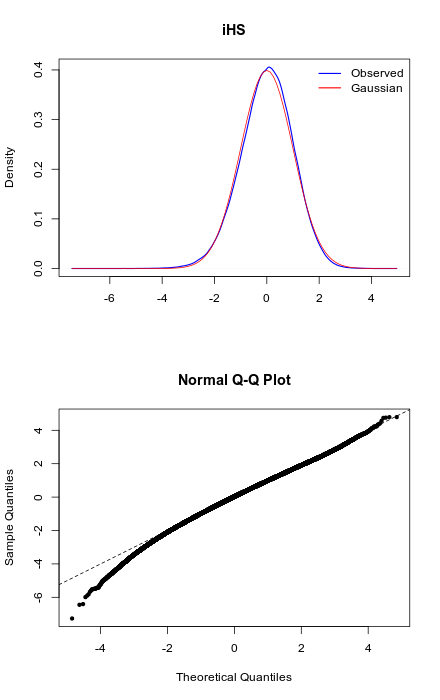 iHS
Density
0.0 0.1 0.2 0.3 0.4
Observed
Gaussian
-6 -4 -2 0 2 4
Normal Q-Q Plot
Sample Quantiles
-6 -4 -2 0 2 4
-4 -2 0 2 4
Theoretical Quantiles